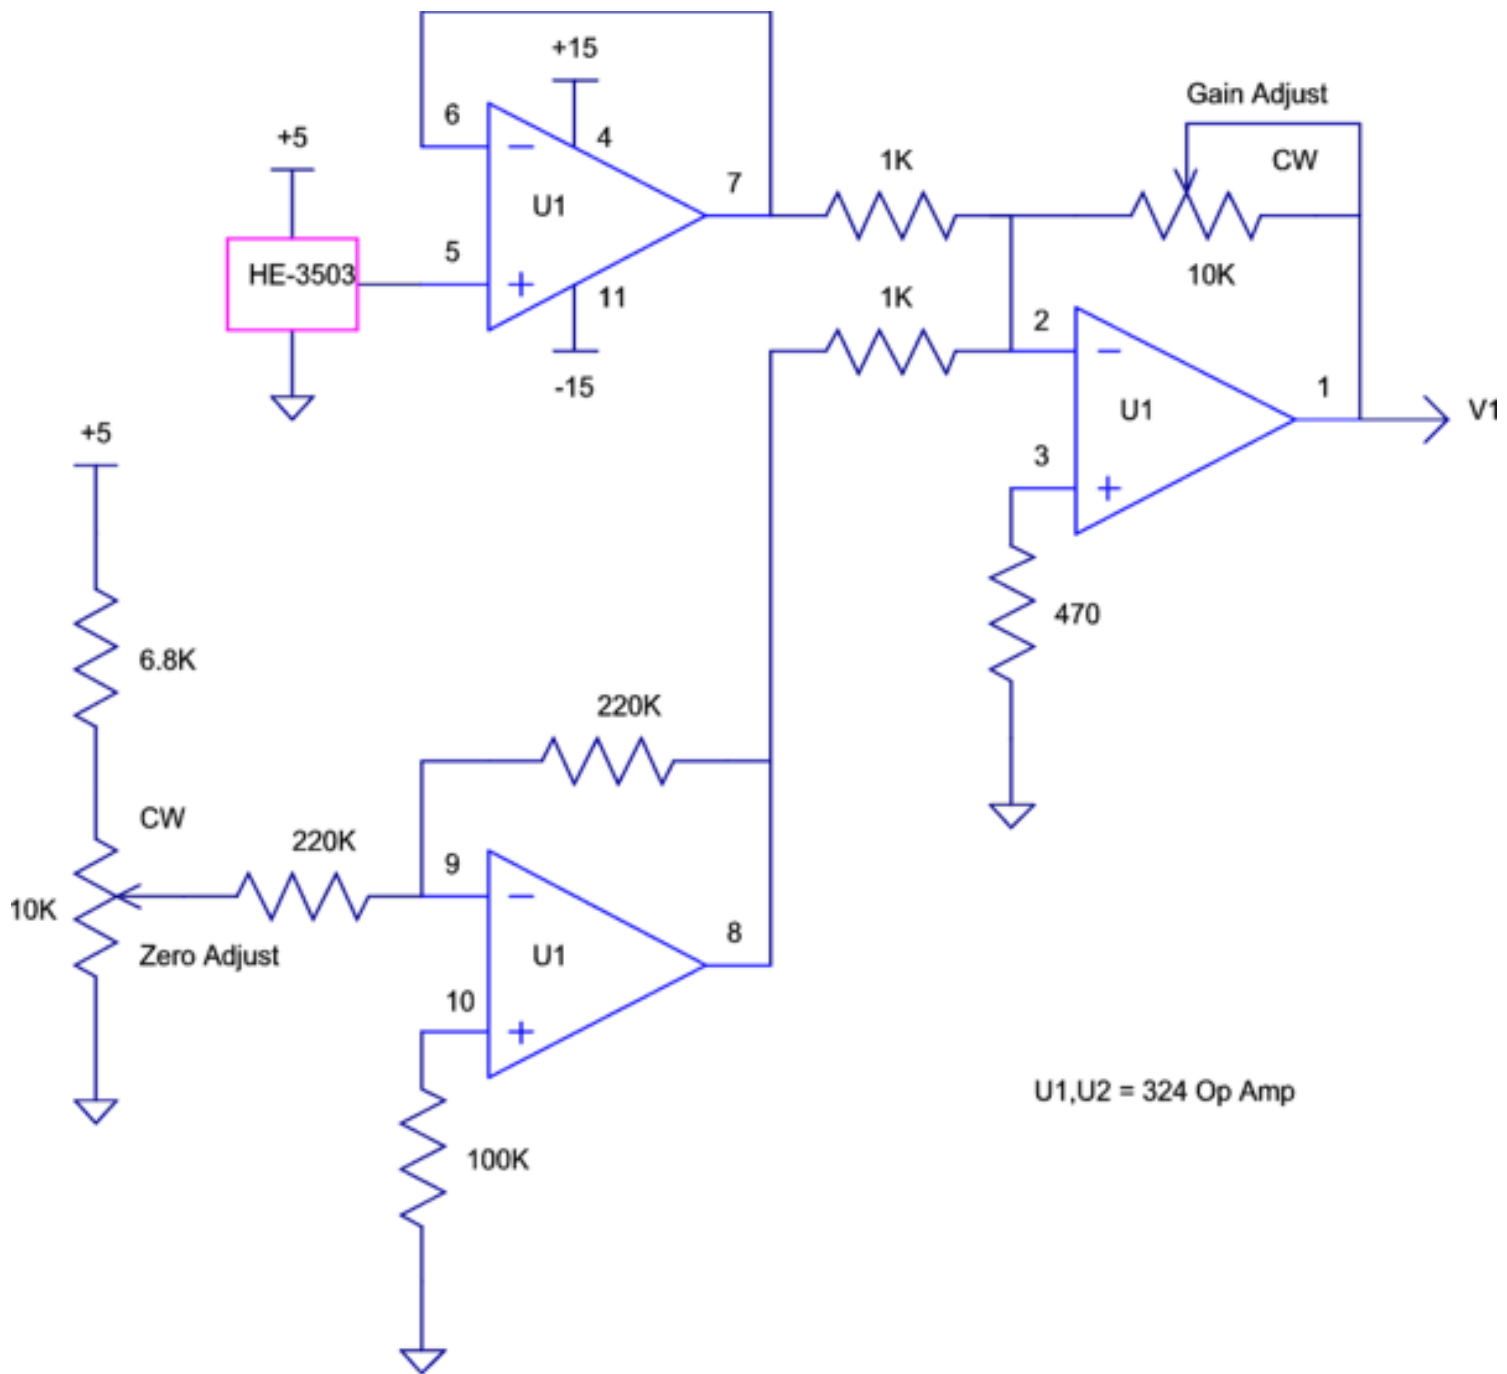 +15
Gain Adjust
6
4
+5
1K
CW
7
U1
5
HE-3503
11
10K
1K
2
-15
1
U1
V1
+5
3
470
6.8K
220K
CW
220K
9
10K
8
U1
Zero Adjust
10
U1,U2 = 324 Op Amp
100K